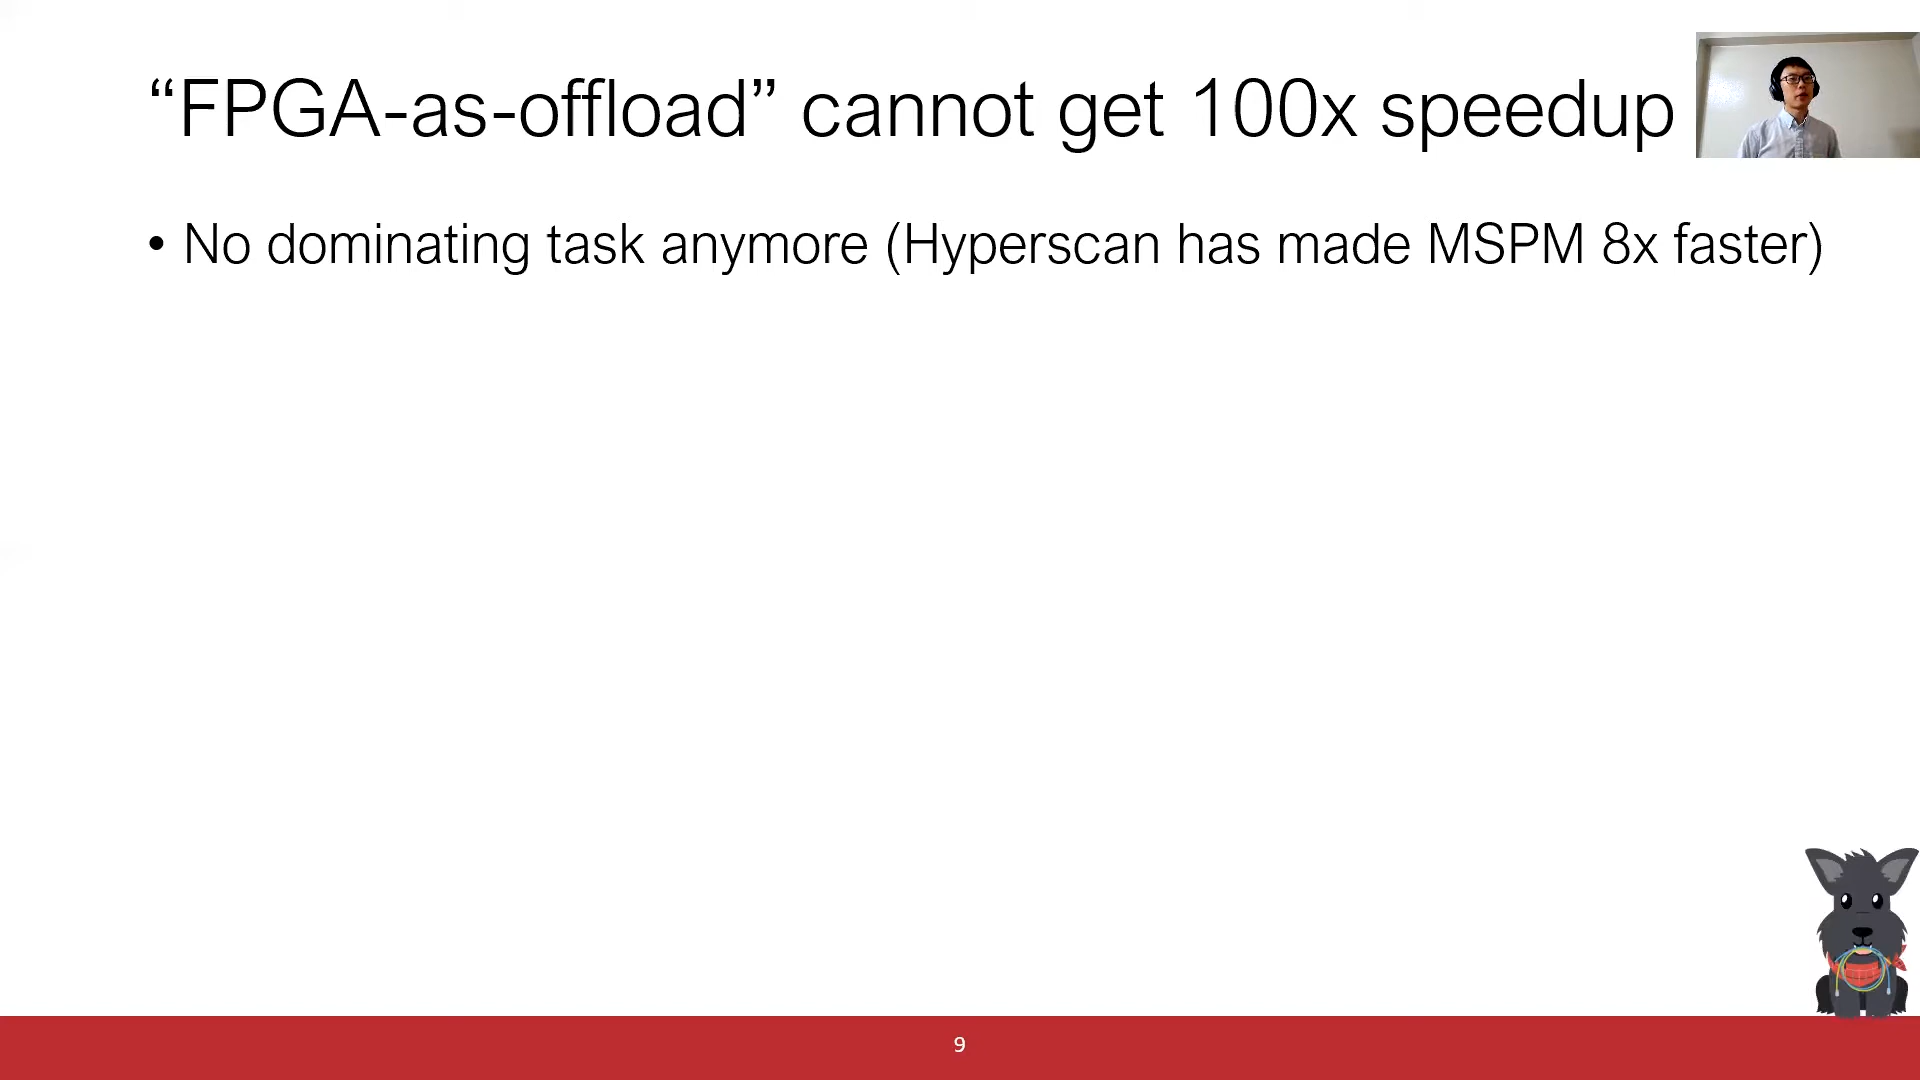 “FPGA-as-offload” cannot get 100x speedup
• No dominating task anymore (Hyperscan has made MSPM 8x faster)
9